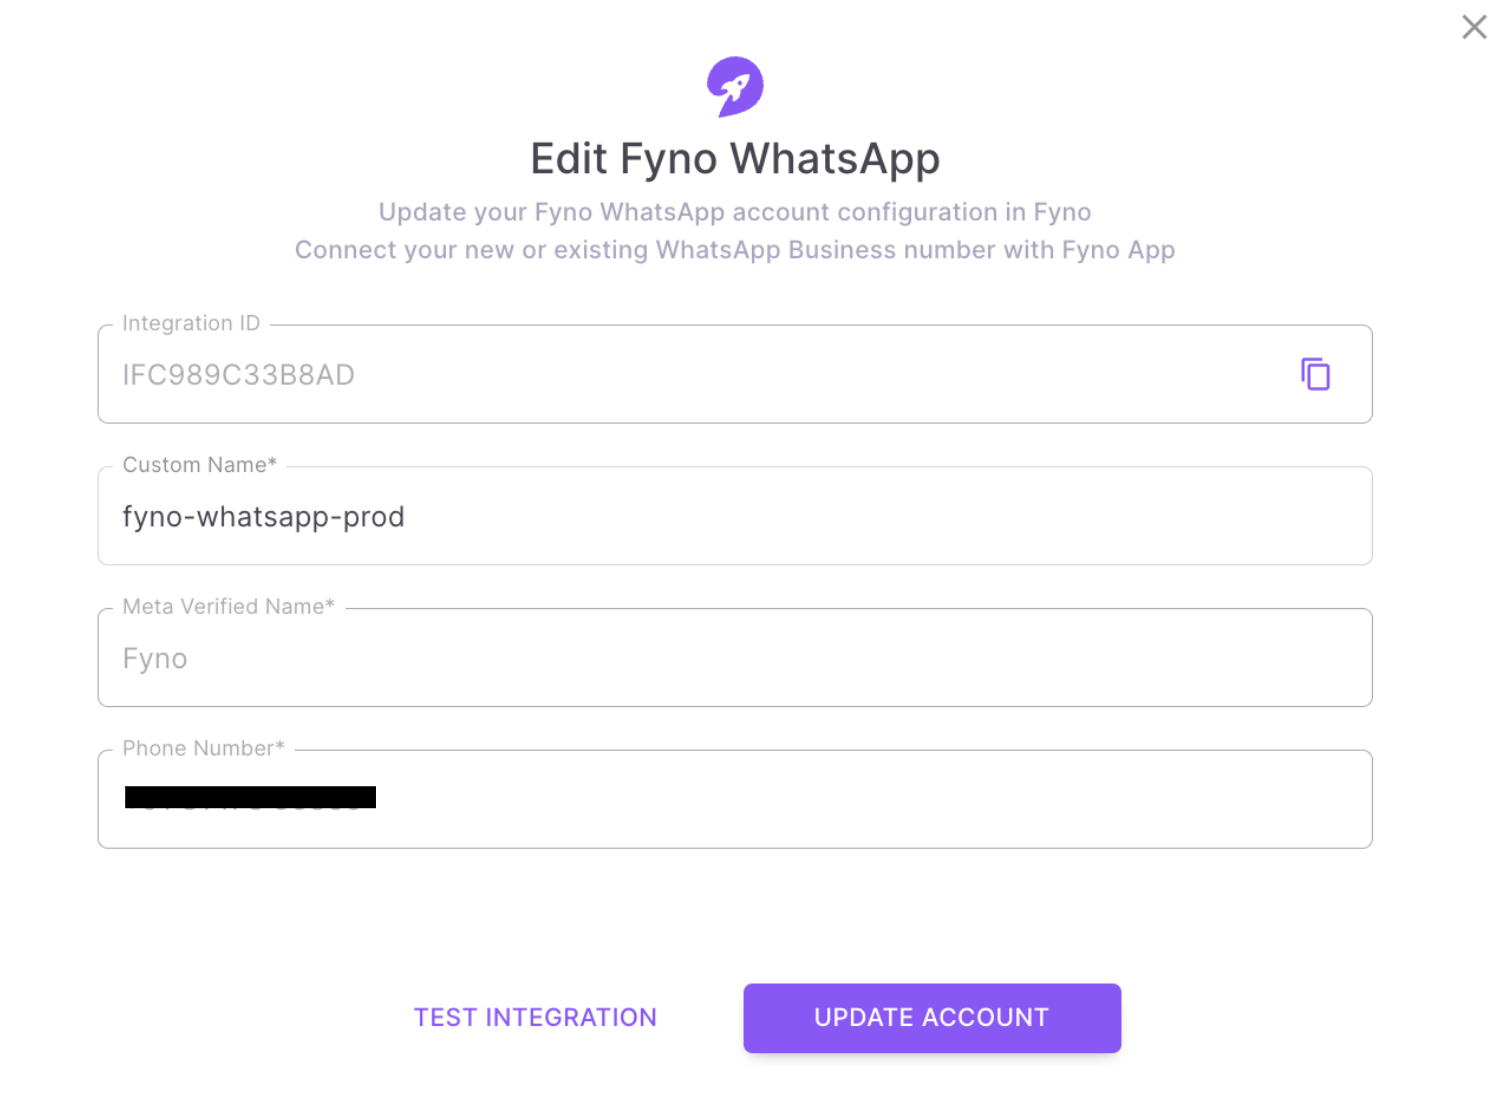 Edit Fyno WhatsApp
Update your Fyno WhatsApp account configuration in Fyno
Connect your new or existing WhatsApp Business number with Fyno App
Integration ID
IFC989C33B8AD
Custom Name*
fyno-whatsapp-prod
Meta Verified Name*
Fyno
Phone Number*
TEST INTEGRATION
UPDATE ACCOUNT